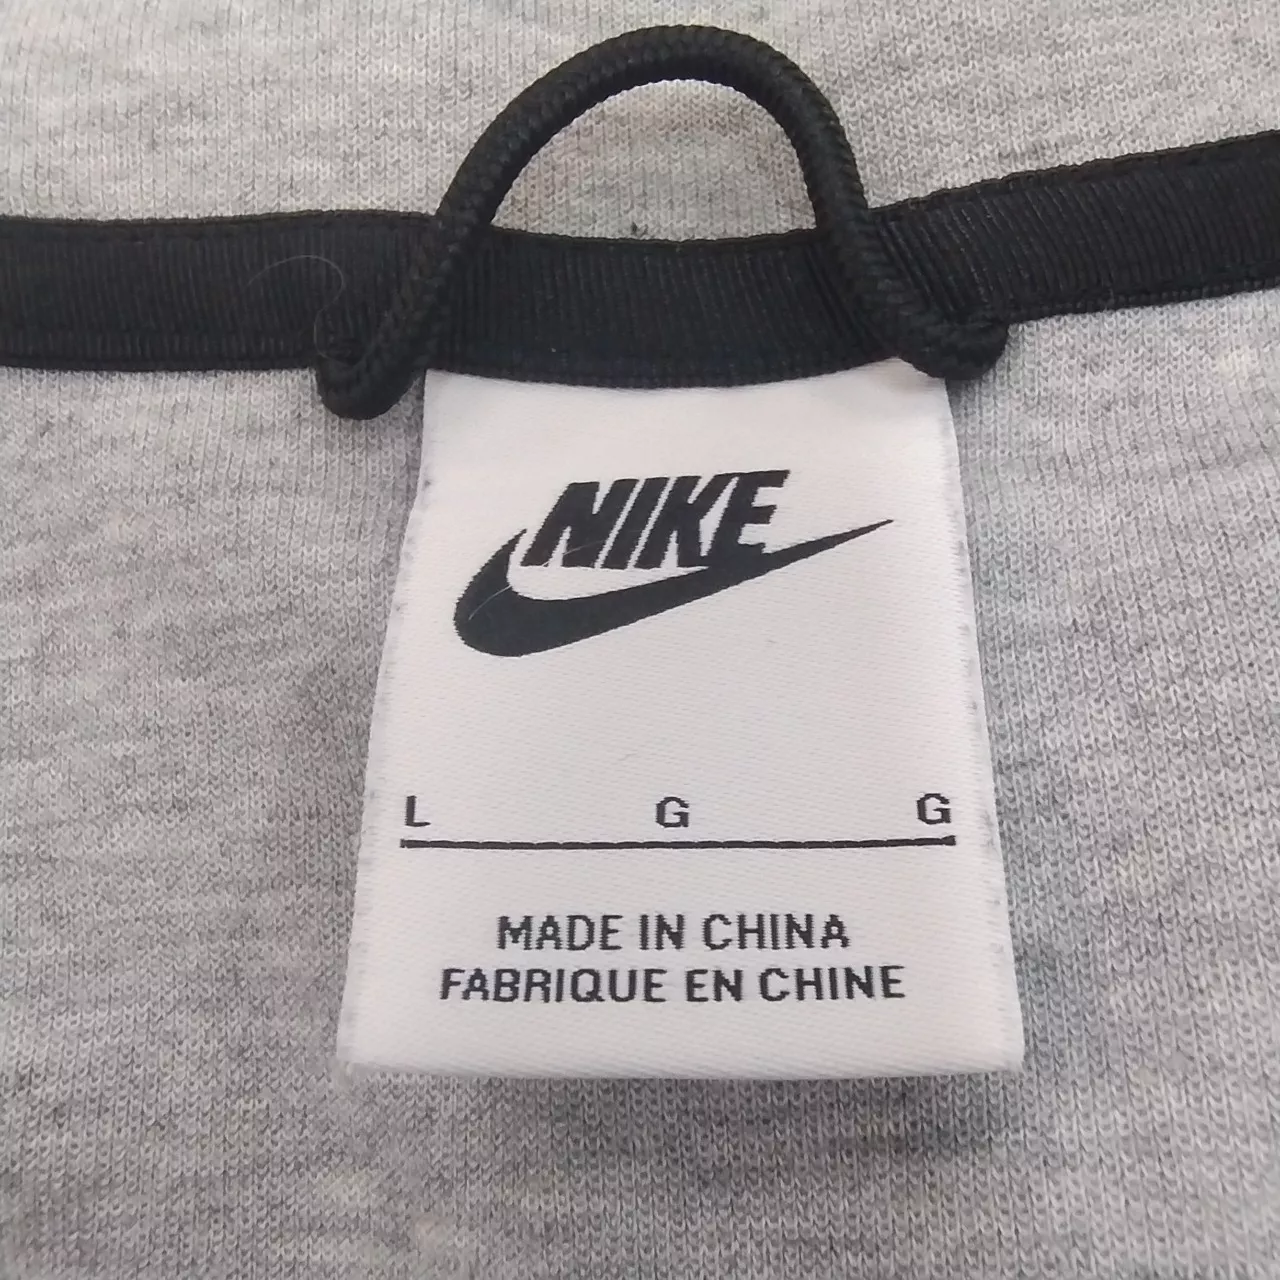 NIKE
L G G
MADE IN CHINA
FABRIQUE EN CHINE